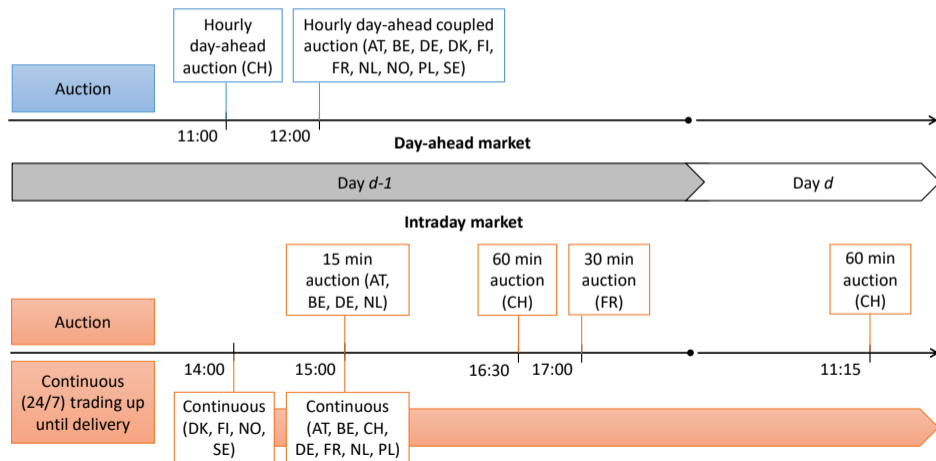 Hourly
day-ahead
auction (CH)
Hourly day-ahead coupled
auction (AT, BE, DE, DK, FI,
FR, NL, NO, PL, SE)
Auction
11:00
12:00
Day-ahead market
Day d-1
Day d
Intraday market
15 min
auction (AT,
BE, DE, NL)
60 min
auction
(CH)
30 min
auction
(FR)
60 min
auction
(CH)
Auction
14:00
15:00
16:30
17:00
11:15
Continuous
(24/7) trading up
until delivery
Continuous
(DK, FI, NO,
SE)
Continuous
(AT, BE, CH,
DE, FR, NL, PL)